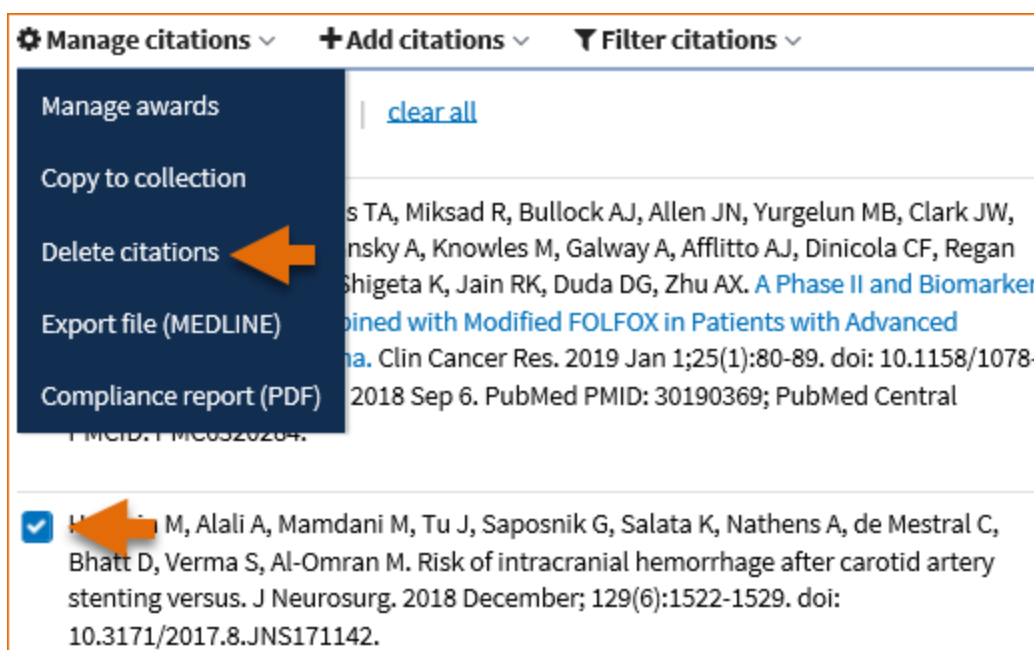 Manage citations Add citations Filter citations
Manage awards
clear all
Copy to collection
s TA, Miksad R, Bullock AJ, Allen JN, Yurgelun MB, Clark JW,
Delete citations
nsky A, Knowles M, Galway A, Afflitto AJ, Dinicola CF, Regan
Shigeta K, Jain RK, Duda DG, Zhu AX. A Phase II and Biomarker
Export file (MEDLINE)
bined with Modified FOLFOX in Patients with Advanced
na. Clin Cancer Res. 2019 Jan 1;25(1):80-89. doi: 10.1158/1078-
Compliance report (PDF)
2018 Sep 6. PubMed PMID: 30190369; PubMed Central
M, Alali A, Mamdani M, Tu J, Saposnik G, Salata K, Nathens A, de Mestral C,
Bhatt D, Verma S, Al-Omran M. Risk of intracranial hemorrhage after carotid artery
stenting versus. J Neurosurg. 2018 December; 129(6):1522-1529. doi:
10.3171/2017.8.JNS171142.